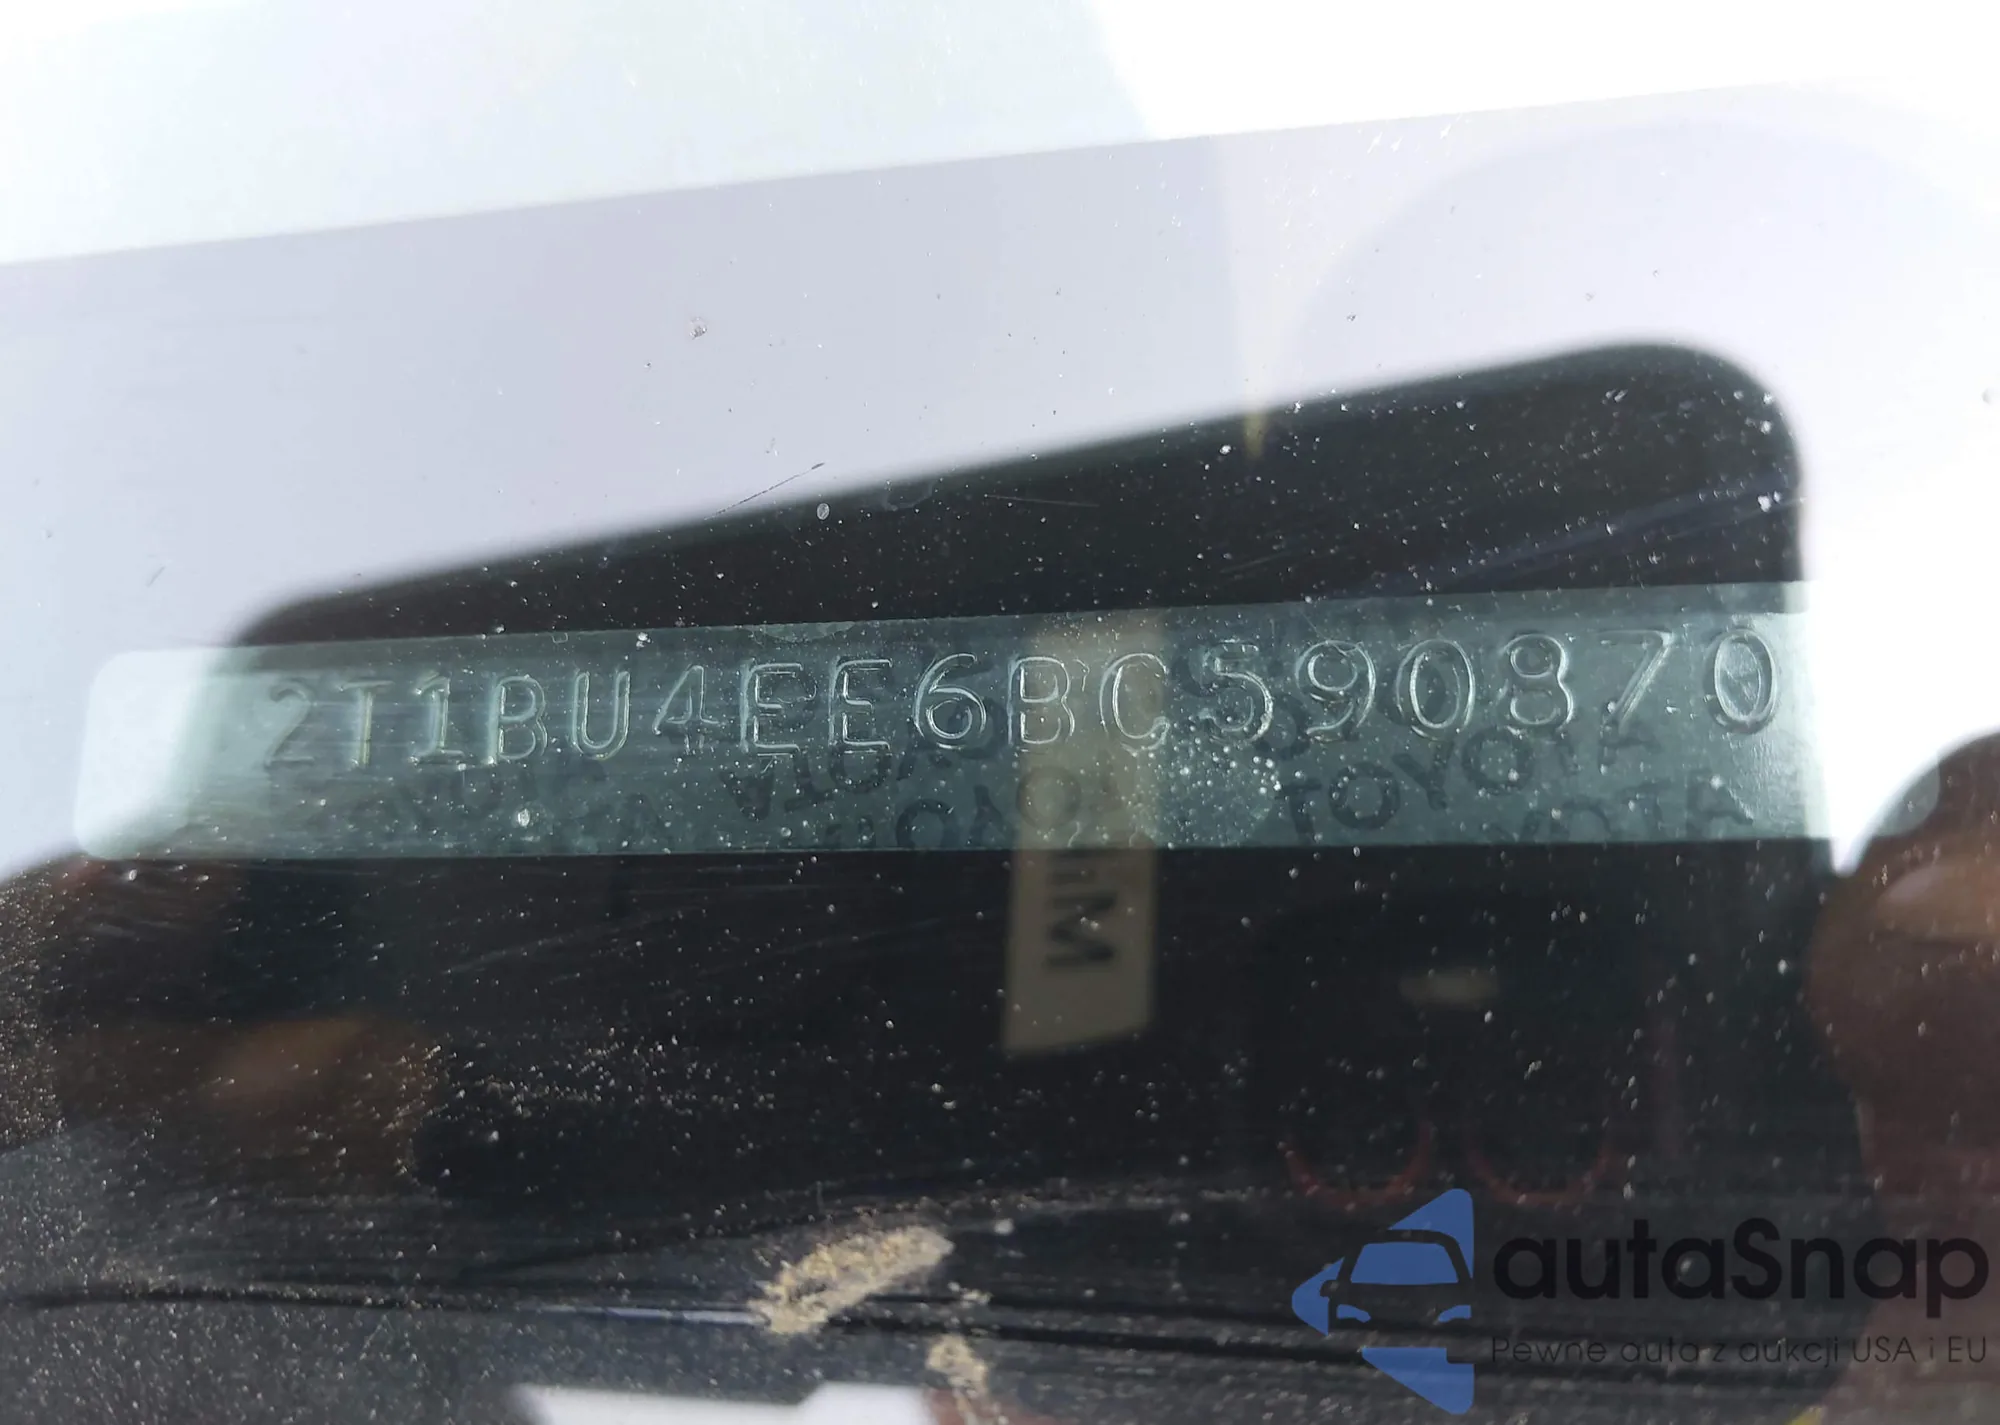 2T1BU4EE6BC590870
TOYOTA
autaSnap
Pewne auta z aukcji USA i EU